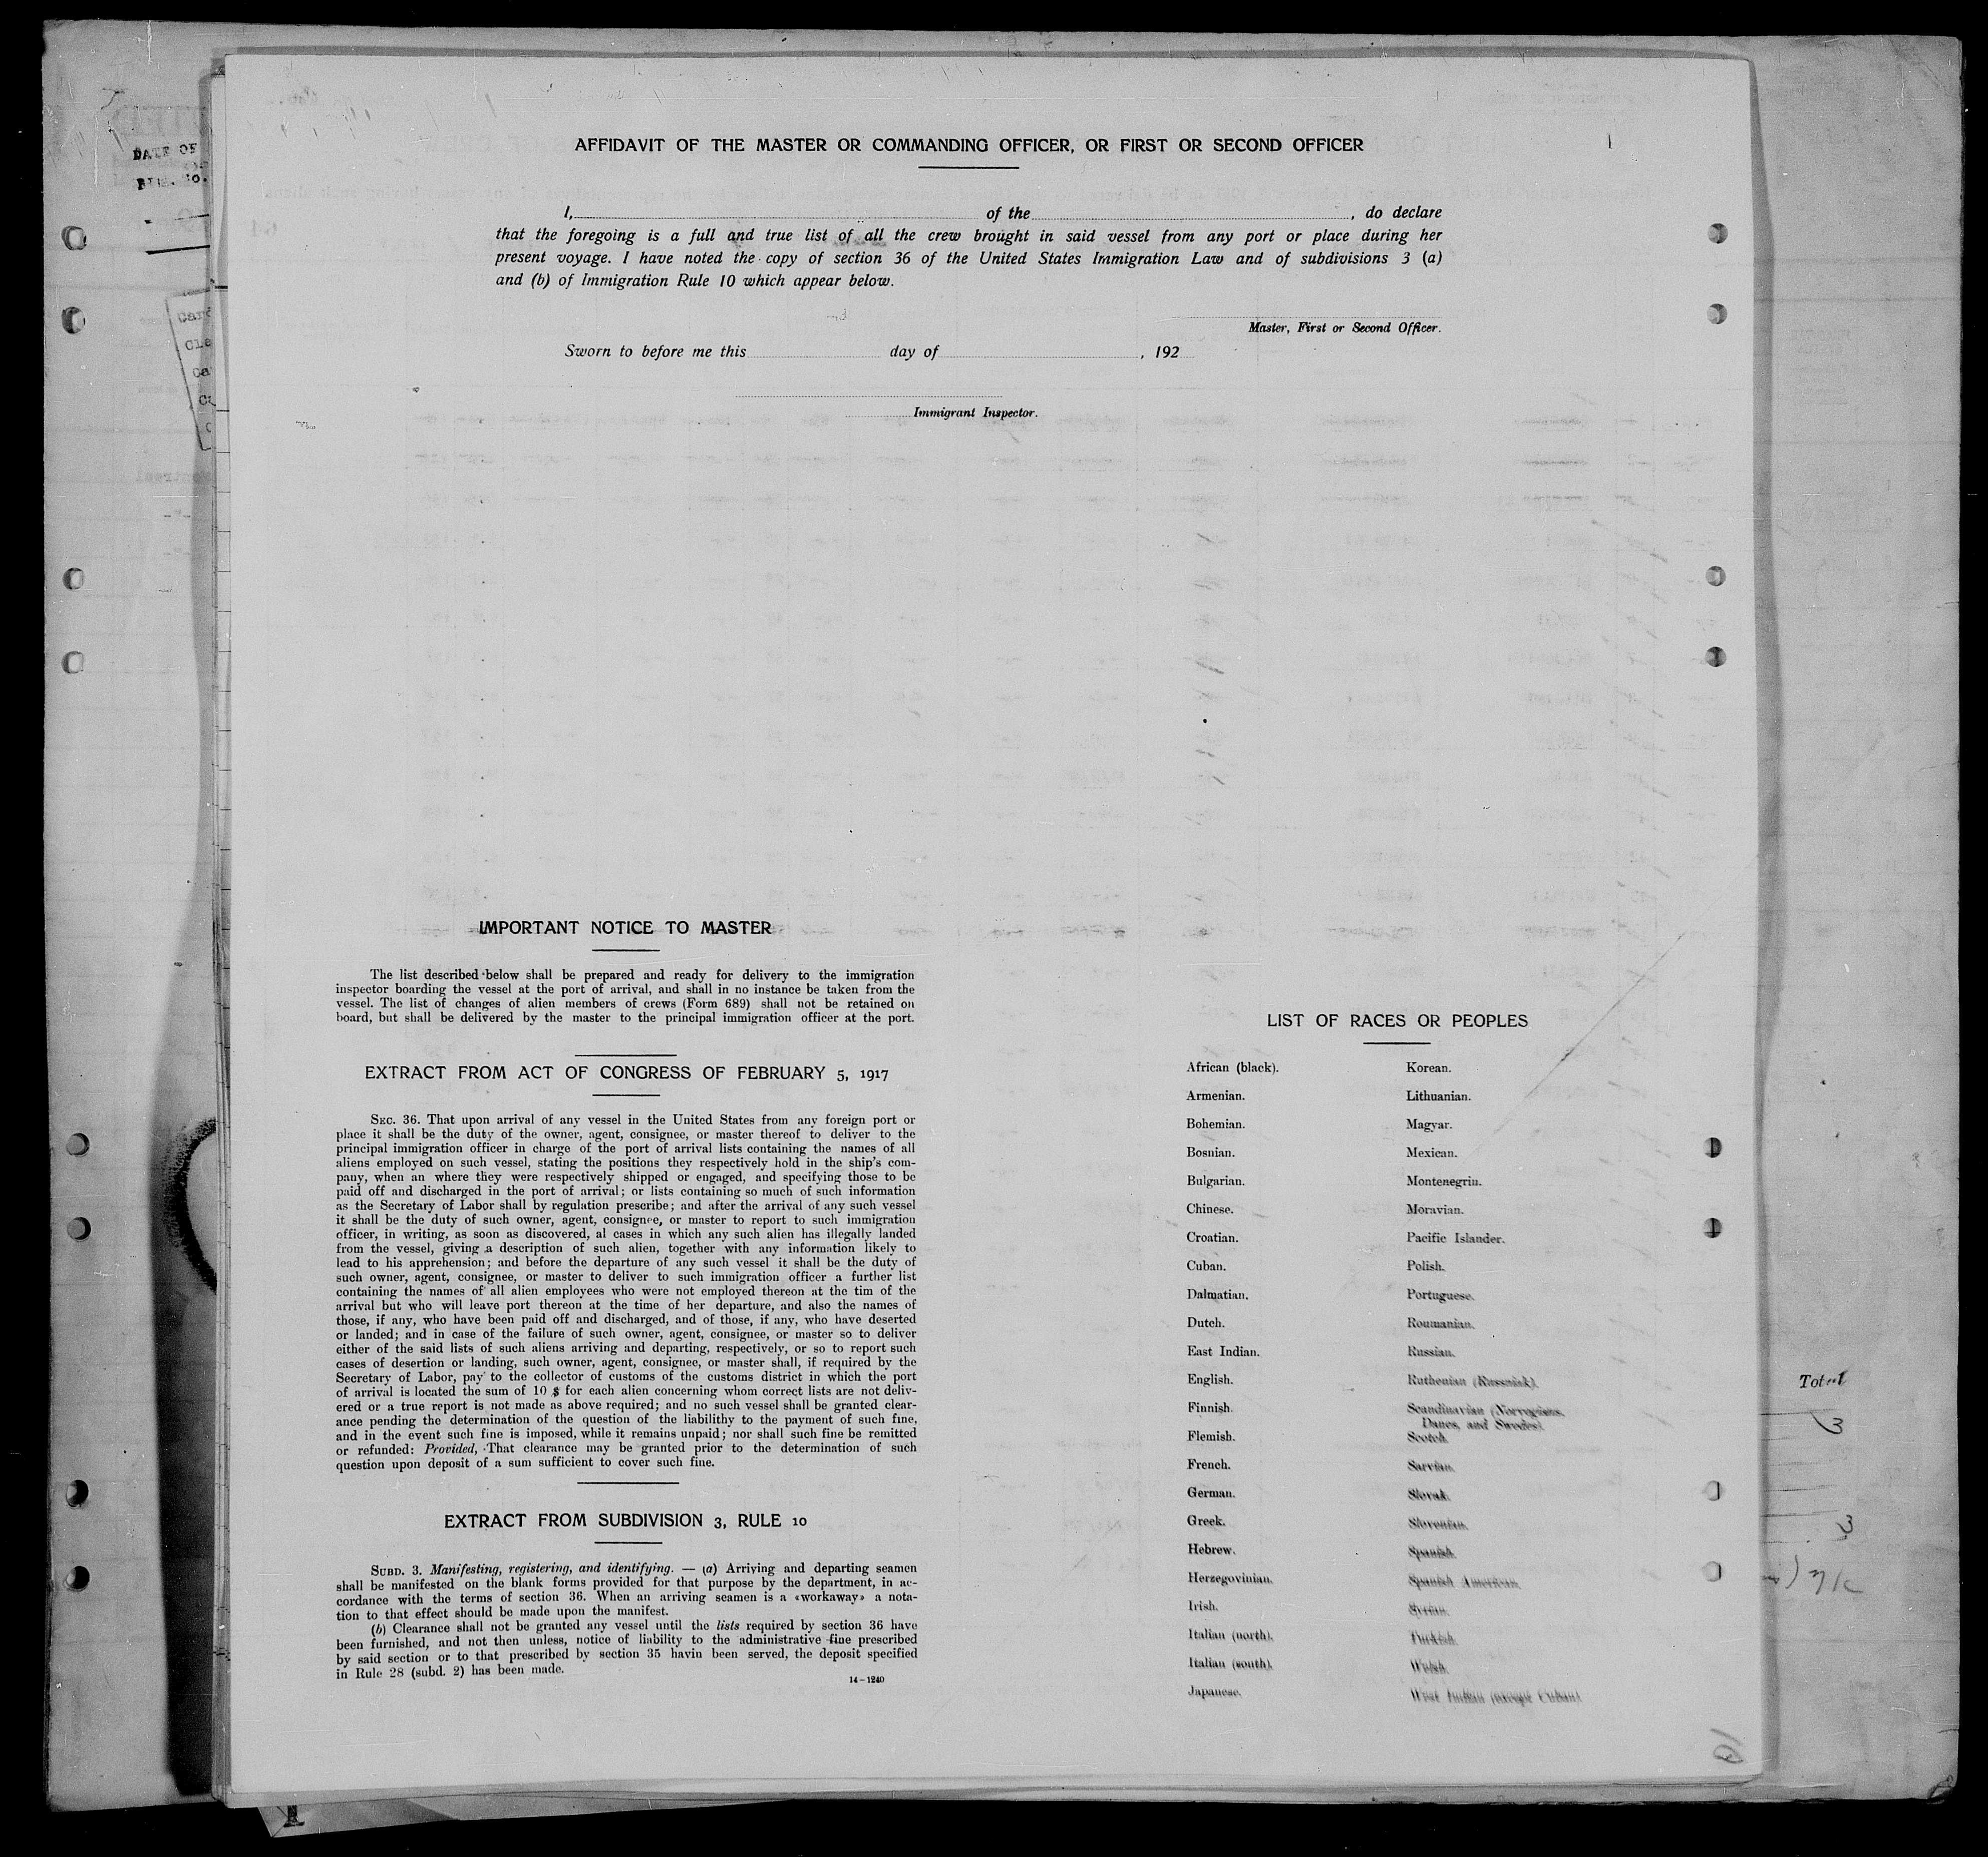 AFFIDAVIT OF THE MASTER OR COMMANDING OFFICER, OR FIRST OR SECOND OFFICER
I, of the , do declare
that the foregoing is a full and true list of all the crew brought in said vessel from any port or place during her
present voyage. I have noted the copy of section 36 of the United States Immigration Law and of subdivisions 3 (a)
and (b) of Immigration Rule 10 which appear below.
Master, First or Second Officer.
Sworn to before me this day of , 192
Immigrant Inspector.
IMPORTANT NOTICE TO MASTER
The list described below shall be prepared and ready for delivery to the immigration
inspector boarding the vessel at the port of arrival, and shall in no instance be taken from the
vessel. The list of changes of alien members of crews (Form 689) shall not be retained on
board, but shall be delivered by the master to the principal immigration officer at the port.
EXTRACT FROM ACT OF CONGRESS OF FEBRUARY 5, 1917
SEC. 36. That upon arrival of any vessel in the United States from any foreign port or
place it shall be the duty of the owner, agent, consignee, or master thereof to deliver to the
principal immigration officer in charge of the port of arrival lists containing the names of all
aliens employed on such vessel, stating the positions they respectively hold in the ship's com-
pany, when an where they were respectively shipped or engaged, and specifying those to be
paid off and discharged in the port of arrival; or lists containing so much of such information
as the Secretary of Labor shall by regulation prescribe; and after the arrival of any such vessel
it shall be the duty of such owner, agent, consignee, or master to report to such immigration
officer, in writing, as soon as discovered, al cases in which any such alien has illegally landed
from the vessel, giving a description of such alien, together with any information likely to
lead to his apprehension; and before the departure of any such vessel it shall be the duty of
such owner, agent, consignee, or master to deliver to such immigration officer a further list
containing the names of all alien employees who were not employed thereon at the tim of the
arrival but who will leave port thereon at the time of her departure, and also the names of
those, if any, who have been paid off and discharged, and of those, if any, who have deserted
or landed; and in case of the failure of such owner, agent, consignee, or master so to deliver
either of the said lists of such aliens arriving and departing, respectively, or so to report such
cases of desertion or landing, such owner, agent, consignee, or master shall, if required by the
Secretary of Labor, pay to the collector of customs of the customs district in which the port
of arrival is located the sum of 10 $ for each alien concerning whom correct lists are not deliv-
ered or a true report is not made as above required; and no such vessel shall be granted clear-
ance pending the determination of the question of the liabilithy to the payment of such fine,
and in the event such fine is imposed, while it remains unpaid; nor shall such fine be remitted
or refunded: Provided, That clearance may be granted prior to the determination of such
question upon deposit of a sum sufficient to cover such fine.
EXTRACT FROM SUBDIVISION 3, RULE 10
SUBD. 3. Manifesting, registering, and identifying. — (a) Arriving and departing seamen
shall be manifested on the blank forms provided for that purpose by the department, in ac-
cordance with the terms of section 36. When an arriving seamen is a «workaway» a nota-
tion to that effect should be made upon the manifest.
(b) Clearance shall not be granted any vessel until the lists required by section 36 have
been furnished, and not then unless, notice of liability to the administrative fine prescribed
by said section or to that prescribed by section 35 havin been served, the deposit specified
in Rule 28 (subd. 2) has been made.
14-1240
LIST OF RACES OR PEOPLES
African (black).
Armenian.
Bohemian.
Bosnian.
Bulgarian.
Chinese.
Croatian.
Cuban.
Dalmatian.
Dutch.
East Indian.
English.
Finnish.
Flemish.
French.
German.
Greek.
Hebrew.
Herzegovinian.
Irish.
Italian (north).
Italian (south).
Japanese.
Korean.
Lithuanian.
Magyar.
Mexican.
Montenegrin.
Moravian.
Pacific Islander.
Polish.
Portuguese.
Roumanian.
Russian.
Ruthenian (Russniak).
Scandinavian (Norvegians,
Danes, and Swedes).
Scotch.
Sarvian.
Slovak.
Slovenian.
Spanish.
Spanish American.
Syrian.
Turkish.
Welsh.
West Indian (except Cuban).
DATE OF
Total
3
3
10